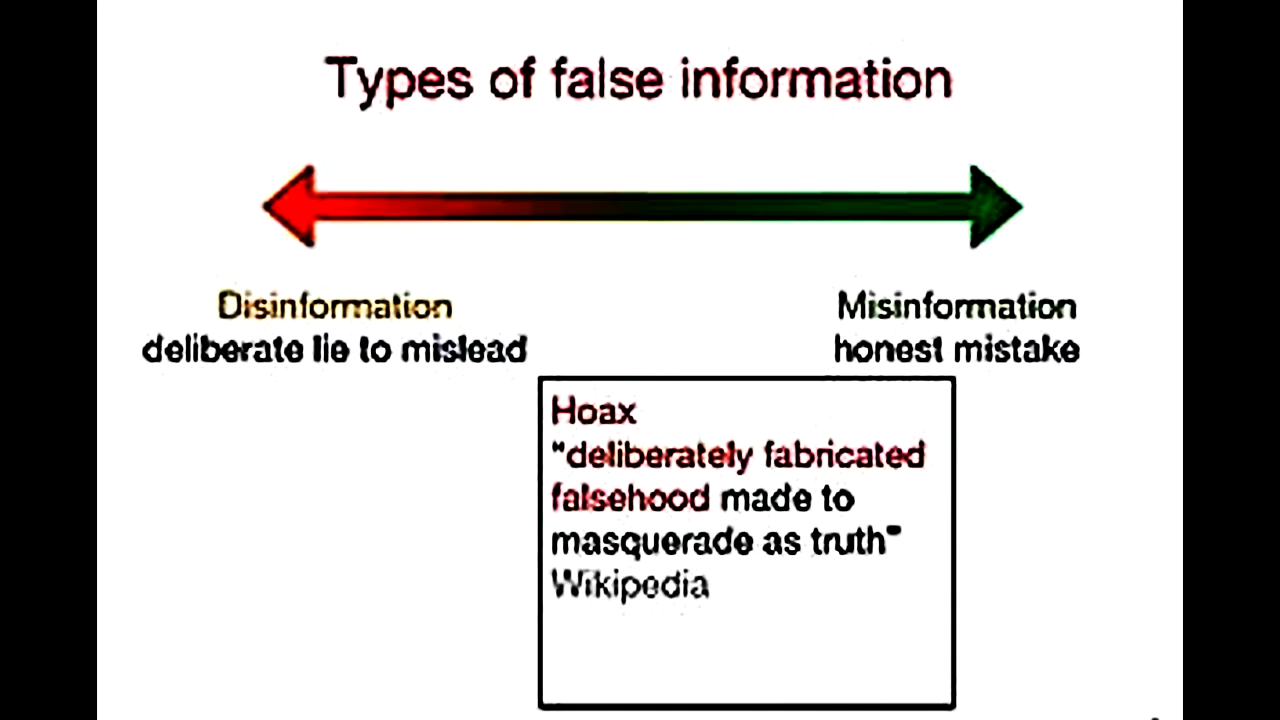 Types of false information
Disinformation
deliberate lie to mislead
Misinformation
honest mistake
Hoax
"deliberately fabricated
falsehood made to
masquerade as truth"
Wikipedia